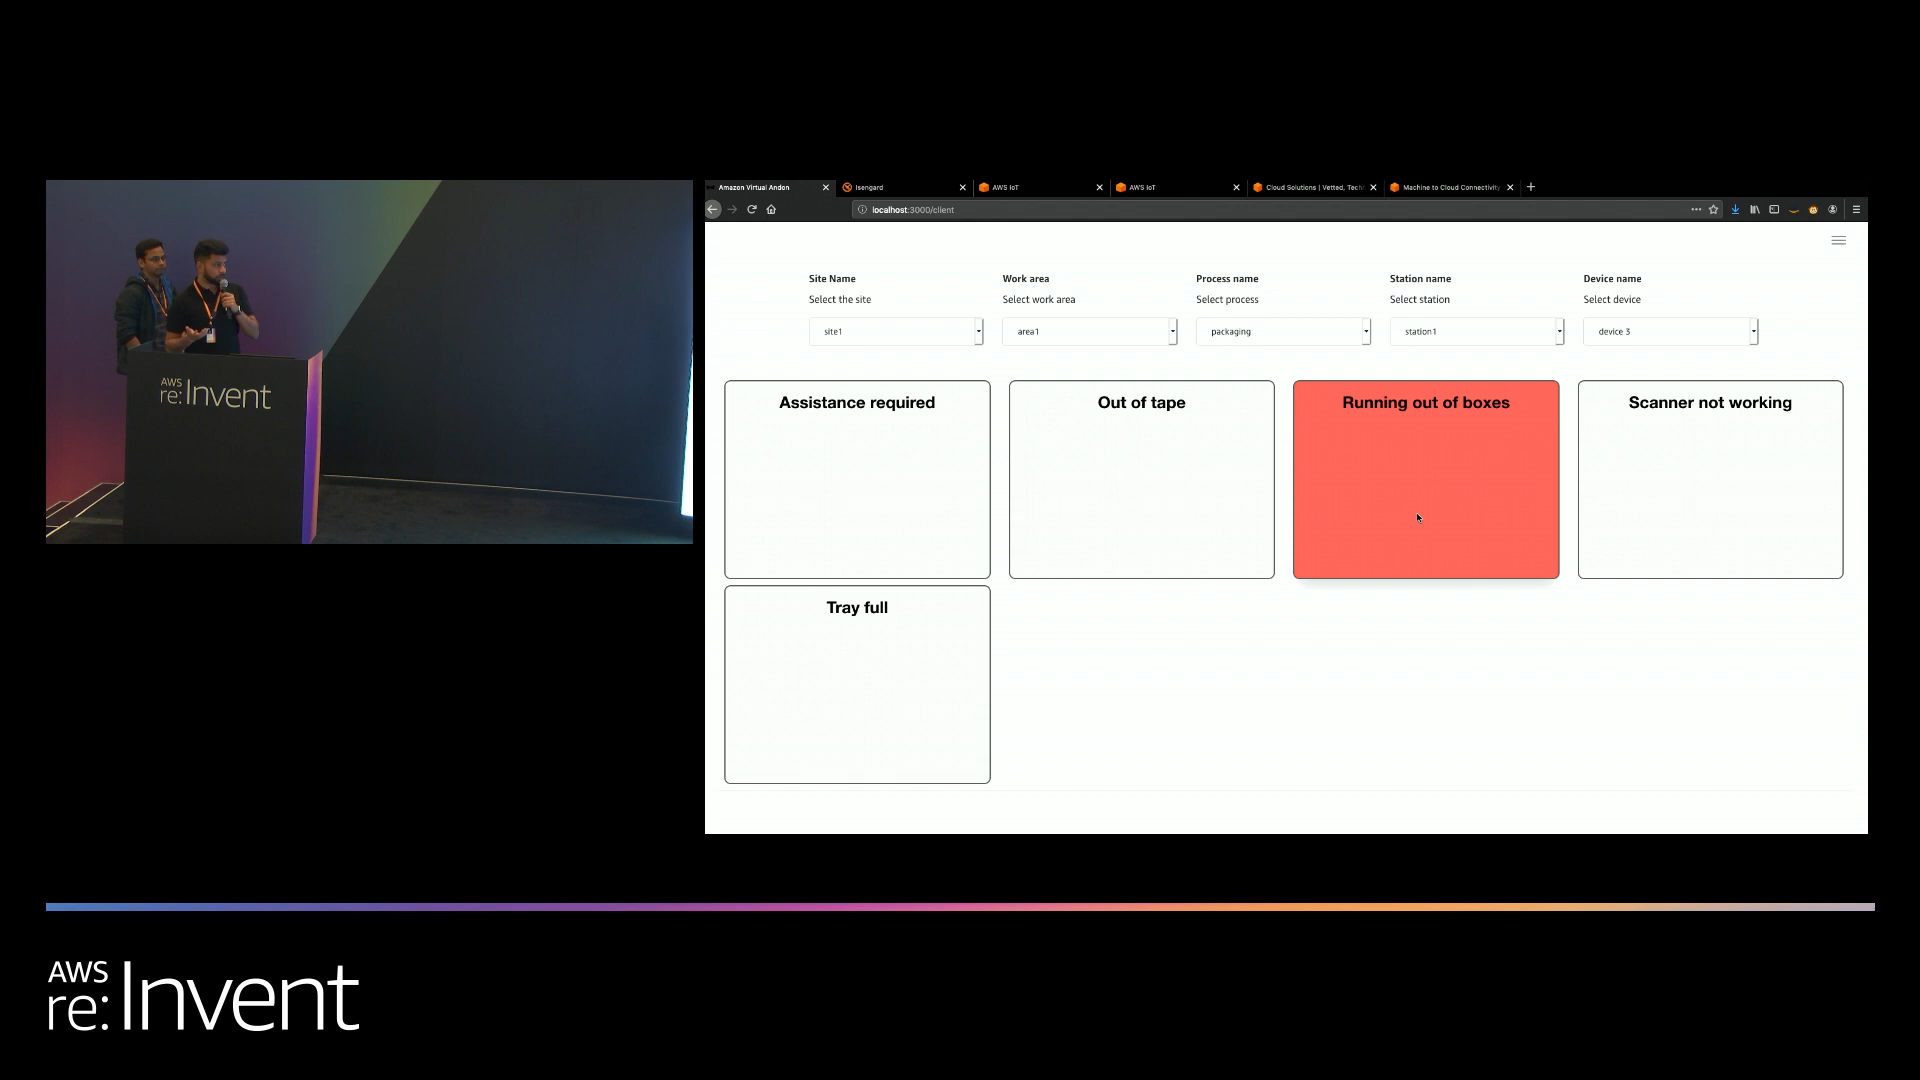 AWS
re:Invent
Amazon Virtual Andon
Isengard
AWS IoT
AWS IoT
Cloud Solutions | Vetted, Tech
Machine to Cloud Connectivity
localhost:3000/client
Site Name
Work area
Process name
Station name
Device name
Select the site
Select work area
Select process
Select station
Select device
site1
area1
packaging
station1
device 3
Assistance required
Out of tape
Running out of boxes
Scanner not working
Tray full
AWS
re:Invent